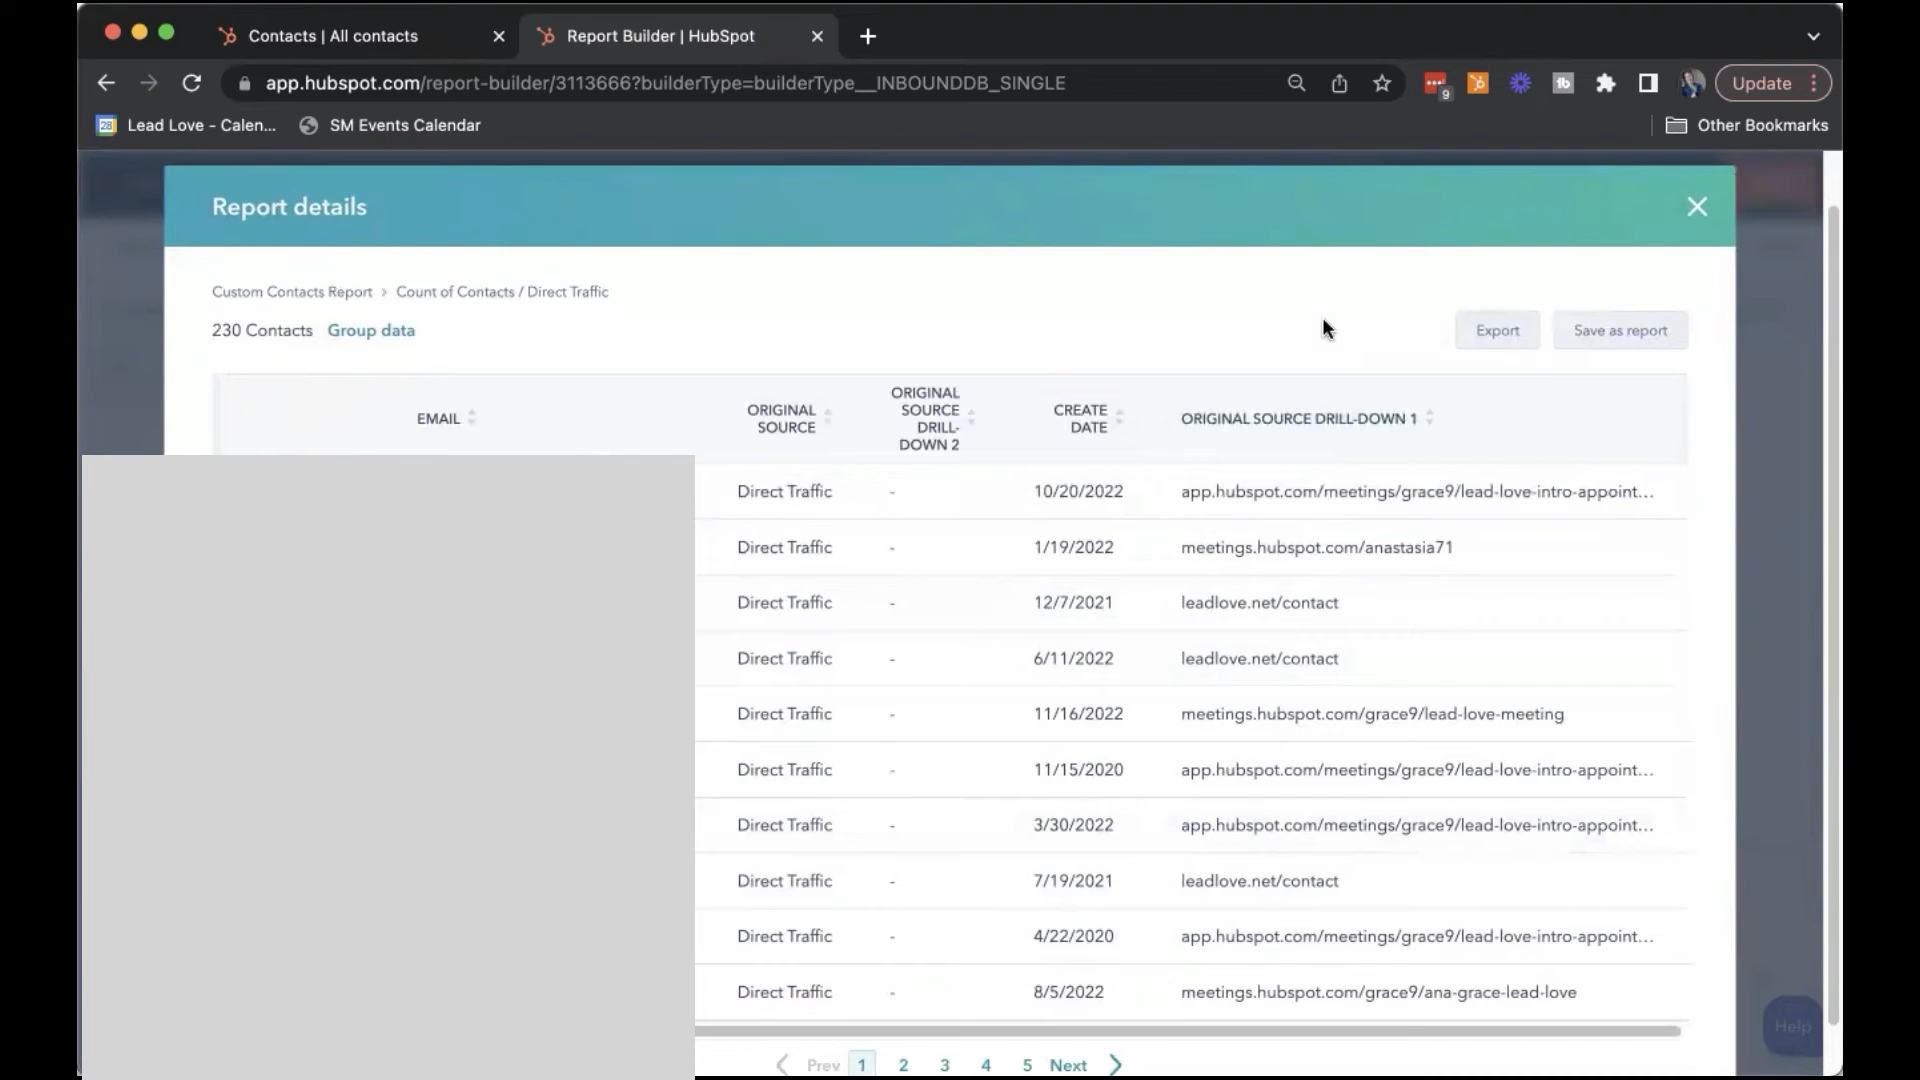 Contacts | All contacts
Report Builder | HubSpot
app.hubspot.com/report-builder/3113666?builderType=builderType__INBOUNDDB_SINGLE
9
tb
Update
28
Lead Love - Calen...
SM Events Calendar
Other Bookmarks
Report details
Custom Contacts Report > Count of Contacts / Direct Traffic
230 Contacts Group data
Export
Save as report
EMAIL
ORIGINAL
SOURCE
ORIGINAL
SOURCE
DRILL-
DOWN 2
CREATE
DATE
ORIGINAL SOURCE DRILL-DOWN 1
Direct Traffic - 10/20/2022 app.hubspot.com/meetings/grace9/lead-love-intro-appoint...
Direct Traffic - 1/19/2022 meetings.hubspot.com/anastasia71
Direct Traffic - 12/7/2021 leadlove.net/contact
Direct Traffic - 6/11/2022 leadlove.net/contact
Direct Traffic - 11/16/2022 meetings.hubspot.com/grace9/lead-love-meeting
Direct Traffic - 11/15/2020 app.hubspot.com/meetings/grace9/lead-love-intro-appoint...
Direct Traffic - 3/30/2022 app.hubspot.com/meetings/grace9/lead-love-intro-appoint...
Direct Traffic - 7/19/2021 leadlove.net/contact
Direct Traffic - 4/22/2020 app.hubspot.com/meetings/grace9/lead-love-intro-appoint...
Direct Traffic - 8/5/2022 meetings.hubspot.com/grace9/ana-grace-lead-love
Help
Prev 1 2 3 4 5 Next